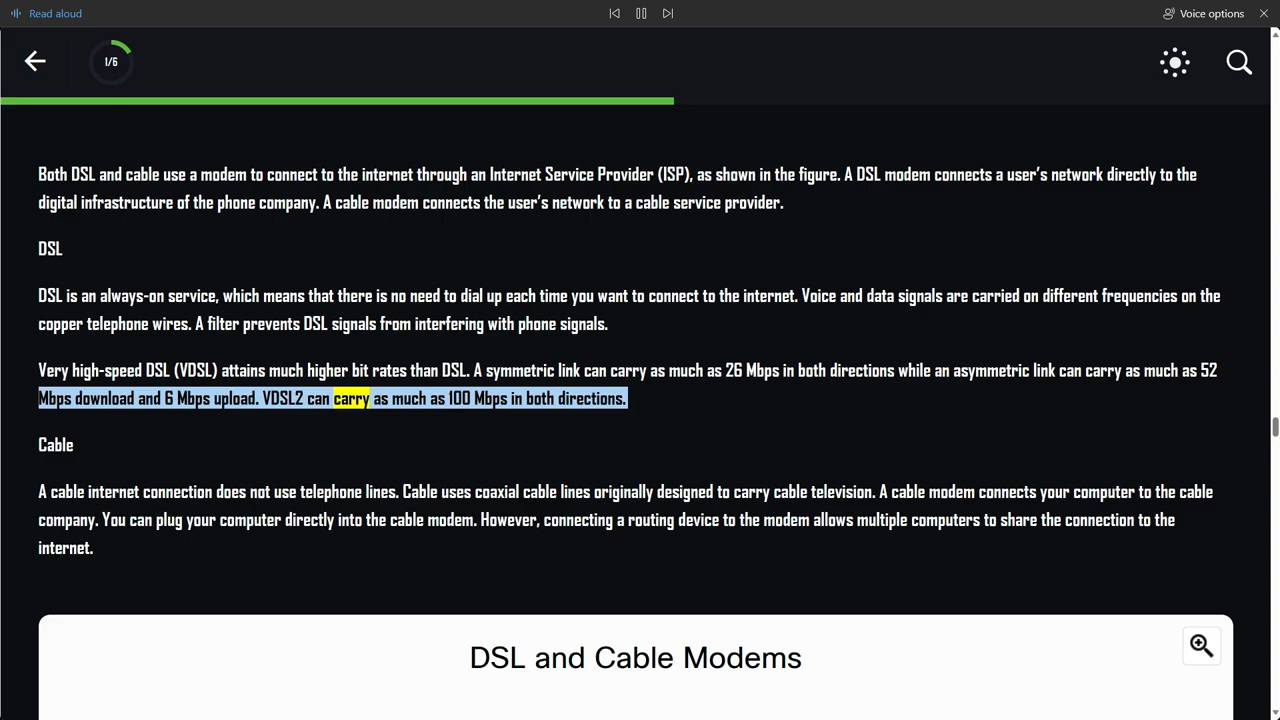 Read aloud
Voice options
1/6
Both DSL and cable use a modem to connect to the internet through an Internet Service Provider (ISP), as shown in the figure. A DSL modem connects a user's network directly to the
digital infrastructure of the phone company. A cable modem connects the user's network to a cable service provider.
DSL
DSL is an always-on service, which means that there is no need to dial up each time you want to connect to the internet. Voice and data signals are carried on different frequencies on the
copper telephone wires. A filter prevents DSL signals from interfering with phone signals.
Very high-speed DSL (VDSL) attains much higher bit rates than DSL. A symmetric link can carry as much as 26 Mbps in both directions while an asymmetric link can carry as much as 52
Mbps download and 6 Mbps upload. VDSL2 can carry as much as 100 Mbps in both directions.
Cable
A cable internet connection does not use telephone lines. Cable uses coaxial cable lines originally designed to carry cable television. A cable modem connects your computer to the cable
company. You can plug your computer directly into the cable modem. However, connecting a routing device to the modem allows multiple computers to share the connection to the
internet.
DSL and Cable Modems